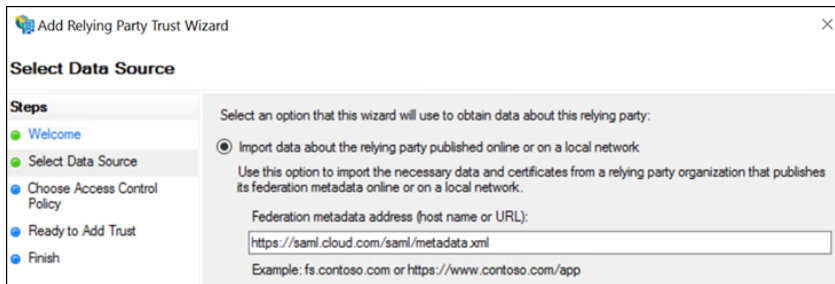 Add Relying Party Trust Wizard
Select Data Source
Steps
Welcome
Select Data Source
Choose Access Control
Policy
Ready to Add Trust
Finish
Select an option that this wizard will use to obtain data about this relying party:
Import data about the relying party published online or on a local network
Use this option to import the necessary data and certificates from a relying party organization that publishes
its federation metadata online or on a local network.
Federation metadata address (host name or URL):
https://saml.cloud.com/saml/metadata.xml
Example: fs.contoso.com or https://www.contoso.com/app